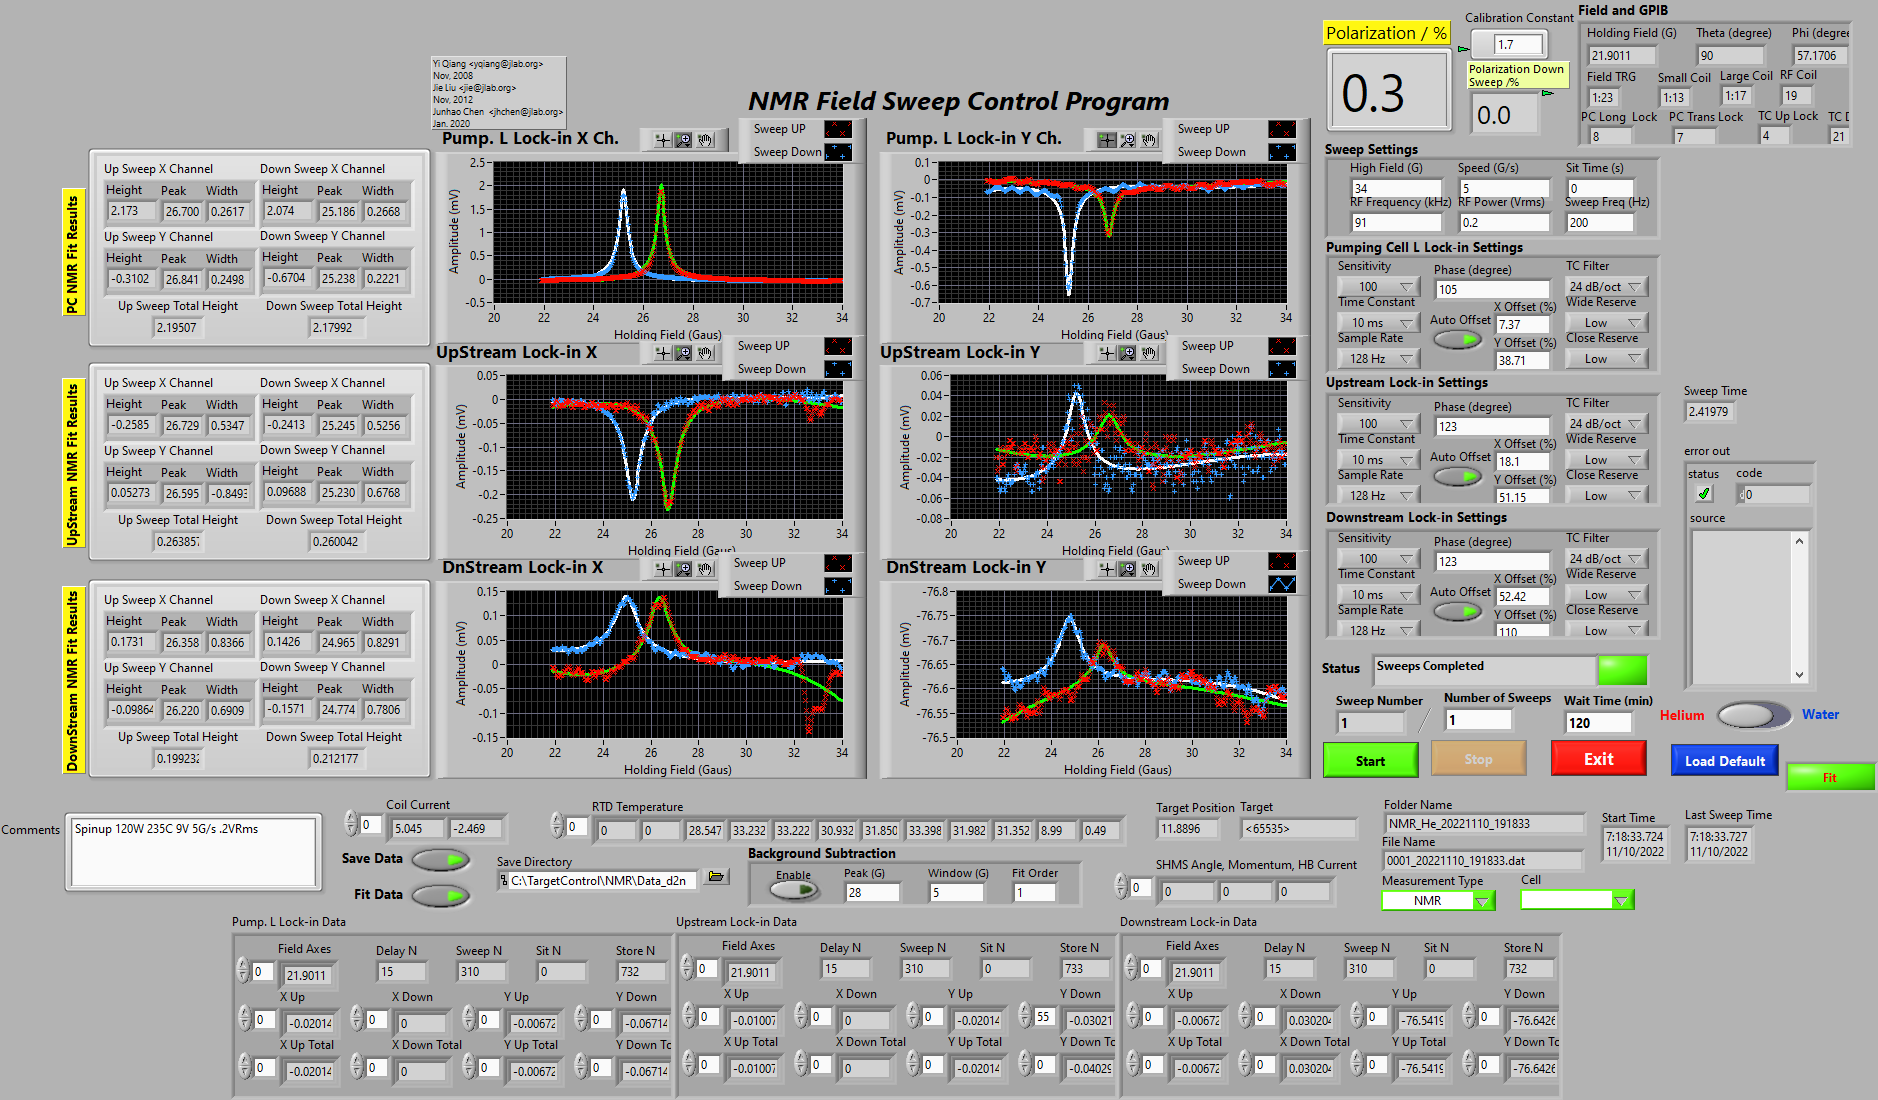 Yi Qiang <yqiang@jlab.org>
Nov, 2008
Jie Liu <jie@jlab.org>
Nov, 2012
Junhao Chen <jhchen@jlab.org>
Jan. 2020
NMR Field Sweep Control Program
Polarization / %
0.3
Calibration Constant
1.7
Polarization Down
Sweep /%
0.0
Field and GPIB
Holding Field (G) Theta (degree) Phi (degree
21.9011 90 57.1706
Field TRG Small Coil Large Coil RF Coil
1:23 1:13 1:17 19
PC Long Lock PC Trans Lock TC Up Lock TC D
8 7 4 21
PC NMR Fit Results
Up Sweep X Channel Down Sweep X Channel
Height Peak Width Height Peak Width
2.173 26.700 0.2617 2.074 25.186 0.2668
Up Sweep Y Channel Down Sweep Y Channel
Height Peak Width Height Peak Width
-0.3102 26.841 0.2498 -0.6704 25.238 0.2221
Up Sweep Total Height Down Sweep Total Height
2.19507 2.17992
Pump. L Lock-in X Ch.
Sweep UP
Sweep Down
Amplitude (mV)
2.5
2
1.5
1
0.5
0
-0.5
20 22 24 26 28 30 32 34
Holding Field (Gaus)
Pump. L Lock-in Y Ch.
Sweep UP
Sweep Down
Amplitude (mV)
0.1
0
-0.1
-0.2
-0.3
-0.4
-0.5
-0.6
-0.7
20 22 24 26 28 30 32 34
Holding Field (Gaus)
UpStream NMR Fit Results
Up Sweep X Channel Down Sweep X Channel
Height Peak Width Height Peak Width
-0.2585 26.729 0.5347 -0.2413 25.245 0.5256
Up Sweep Y Channel Down Sweep Y Channel
Height Peak Width Height Peak Width
0.05273 26.595 -0.8493 0.09688 25.230 0.6768
Up Sweep Total Height Down Sweep Total Height
0.263857 0.260042
UpStream Lock-in X
Sweep UP
Sweep Down
Amplitude (mV)
0.05
0
-0.05
-0.1
-0.15
-0.2
-0.25
20 22 24 26 28 30 32 34
Holding Field (Gaus)
UpStream Lock-in Y
Sweep UP
Sweep Down
Amplitude (mV)
0.06
0.04
0.02
0
-0.02
-0.04
-0.06
-0.08
20 22 24 26 28 30 32 34
Holding Field (Gaus)
DownStream NMR Fit Results
Up Sweep X Channel Down Sweep X Channel
Height Peak Width Height Peak Width
0.1731 26.358 0.8366 0.1426 24.965 0.8291
Up Sweep Y Channel Down Sweep Y Channel
Height Peak Width Height Peak Width
-0.09864 26.220 0.6909 -0.1571 24.774 0.7806
Up Sweep Total Height Down Sweep Total Height
0.199232 0.212177
DnStream Lock-in X
Sweep UP
Sweep Down
Amplitude (mV)
0.15
0.1
0.05
0
-0.05
-0.1
-0.15
20 22 24 26 28 30 32 34
Holding Field (Gaus)
DnStream Lock-in Y
Sweep UP
Sweep Down
Amplitude (mV)
-76.8
-76.7
-76.65
-76.6
-76.55
-76.5
20 22 24 26 28 30 32 34
Holding Field (Gaus)
Sweep Settings
High Field (G) Speed (G/s) Sit Time (s)
34 5 0
RF Frequency (kHz) RF Power (Vrms) Sweep Freq (Hz)
91 0.2 200
Pumping Cell L Lock-in Settings
Sensitivity Phase (degree) TC Filter
100 105 24 dB/oct
Time Constant X Offset (%) Wide Reserve
10 ms Auto Offset 7.37 Low
Sample Rate Y Offset (%) Close Reserve
128 Hz 38.71 Low
Upstream Lock-in Settings
Sensitivity Phase (degree) TC Filter
100 123 24 dB/oct
Time Constant X Offset (%) Wide Reserve
10 ms Auto Offset 18.1 Low
Sample Rate Y Offset (%) Close Reserve
128 Hz 51.15 Low
Downstream Lock-in Settings
Sensitivity Phase (degree) TC Filter
100 123 24 dB/oct
Time Constant X Offset (%) Wide Reserve
10 ms Auto Offset 52.42 Low
Sample Rate Y Offset (%) Close Reserve
128 Hz 110 Low
Sweep Time
2.41979
error out
status code
0
source
Status Sweeps Completed
Sweep Number Number of Sweeps Wait Time (min)
1 / 1 120
Helium Water
Start Stop Exit Load Default Fit
Comments
Spinup 120W 235C 9V 5G/s .2VRms
Coil Current
0 5.045 -2.469
Save Data
Fit Data
RTD Temperature
0 0 0 28.547 33.232 33.222 30.932 31.850 33.398 31.982 31.352 8.99 0.49
Save Directory
C:\TargetControl\NMR\Data_d2n
Background Subtraction
Enable Peak (G) Window (G) Fit Order
28 5 1
Target Position Target
11.8896 <65535>
SHMS Angle, Momentum, HB Current
0 0 0 0
Folder Name
NMR_He_20221110_191833
File Name
0001_20221110_191833.dat
Measurement Type Cell
NMR
Start Time
7:18:33.724
11/10/2022
Last Sweep Time
7:18:33.727
11/10/2022
Pump. L Lock-in Data
Field Axes Delay N Sweep N Sit N Store N
0 21.9011 15 310 0 732
X Up X Down Y Up Y Down
0 -0.02014 0 0 0 -0.00672 0 -0.06714
X Up Total X Down Total Y Up Total Y Down To
0 -0.02014 0 0 0 -0.00672 0 -0.06714
Upstream Lock-in Data
Field Axes Delay N Sweep N Sit N Store N
0 21.9011 15 310 0 733
X Up X Down Y Up Y Down
0 -0.01007 0 0 0 -0.02014 55 -0.03021
X Up Total X Down Total Y Up Total Y Down To
0 -0.01007 0 0 0 -0.02014 0 -0.04029
Downstream Lock-in Data
Field Axes Delay N Sweep N Sit N Store N
0 21.9011 15 310 0 732
X Up X Down Y Up Y Down
0 -0.00672 0 0.030204 0 -76.5419 0 -76.6426
X Up Total X Down Total Y Up Total Y Down To
0 -0.00672 0 0.030204 0 -76.5419 0 -76.642